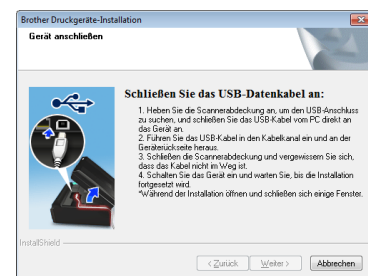 Brother Druckgeräte-Installation
Gerät anschließen
Schließen Sie das USB-Datenkabel an:
1. Heben Sie die Scannerabdeckung an, um den USB-Anschluss
zu suchen, und schließen Sie das USB-Kabel vom PC direkt an
das Gerät an.
2. Führen Sie das USB-Kabel in den Kabelkanal ein und an der
Geräterückseite heraus.
3. Schließen die Scannerabdeckung und vergewissern Sie sich,
dass das Kabel nicht im Weg ist.
4. Schalten Sie das Gerät ein und warten Sie, bis die Installation
fortgesetzt wird.
*Während der Installation öffnen und schließen sich einige Fenster.
InstallShield
< Zurück Weiter > Abbrechen